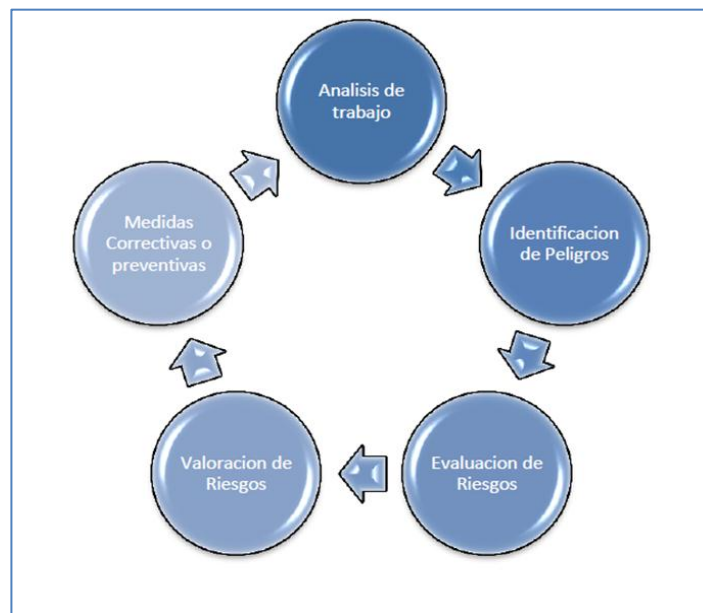 Analisis de
trabajo
Identificacion
de Peligros
Evaluacion de
Riesgos
Valoracion de
Riesgos
Medidas
Correctivas o
preventivas